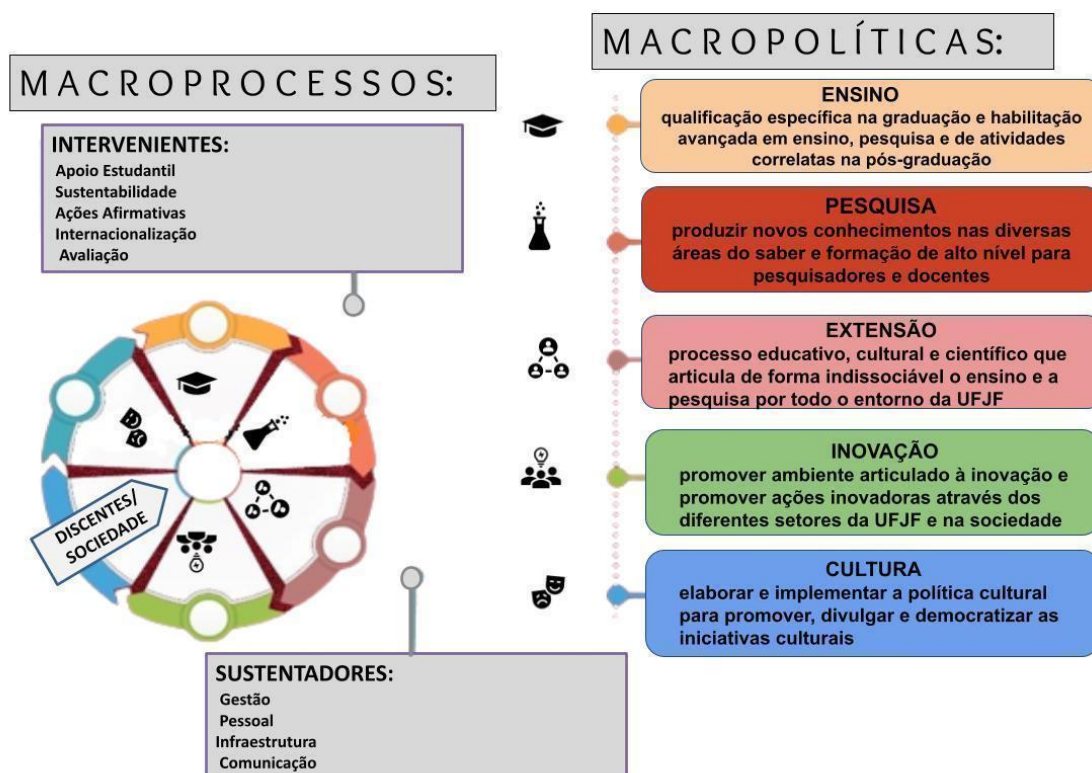 MACROPROCESSOS:
INTERVENIENTES:
Apoio Estudantil
Sustentabilidade
Ações Afirmativas
Internacionalização
Avaliação
DISCENTES/
SOCIEDADE
SUSTENTADORES:
Gestão
Pessoal
Infraestrutura
Comunicação
MACROPOLÍTICAS:
ENSINO
qualificação específica na graduação e habilitação
avançada em ensino, pesquisa e de atividades
correlatas na pós-graduação
PESQUISA
produzir novos conhecimentos nas diversas
áreas do saber e formação de alto nível para
pesquisadores e docentes
EXTENSÃO
processo educativo, cultural e científico que
articula de forma indissociável o ensino e a
pesquisa por todo o entorno da UFJF
INOVAÇÃO
promover ambiente articulado à inovação e
promover ações inovadoras através dos
diferentes setores da UFJF e na sociedade
CULTURA
elaborar e implementar a política cultural
para promover, divulgar e democratizar as
iniciativas culturais